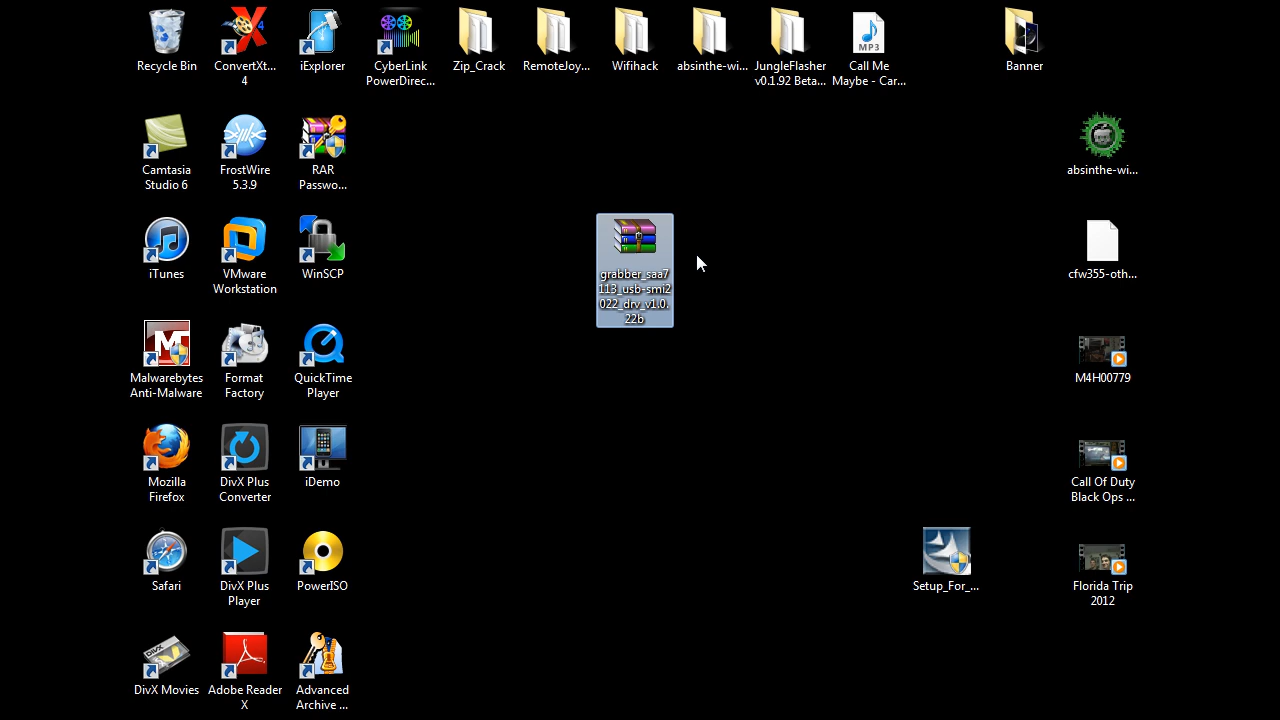 Recycle Bin
ConvertXt...
4
iExplorer
CyberLink
PowerDirec...
Zip_Crack
RemoteJoy...
Wifihack
absinthe-wi...
JungleFlasher
v0.1.92 Beta...
MP3
Call Me
Maybe - Car...
Banner
Camtasia
Studio 6
FrostWire
5.3.9
RAR
Passwo...
absinthe-wi...
iTunes
VMware
Workstation
WinSCP
grabber_saa7
113_usb-smi2
022_drv_v1.0.
22b
cfw355-oth...
Malwarebytes
Anti-Malware
Format
Factory
QuickTime
Player
M4H00779
Mozilla
Firefox
DivX Plus
Converter
iDemo
Call Of Duty
Black Ops ...
Safari
DivX Plus
Player
PowerISO
Setup_For_...
Florida Trip
2012
DivX Movies
Adobe Reader
X
Advanced
Archive ...